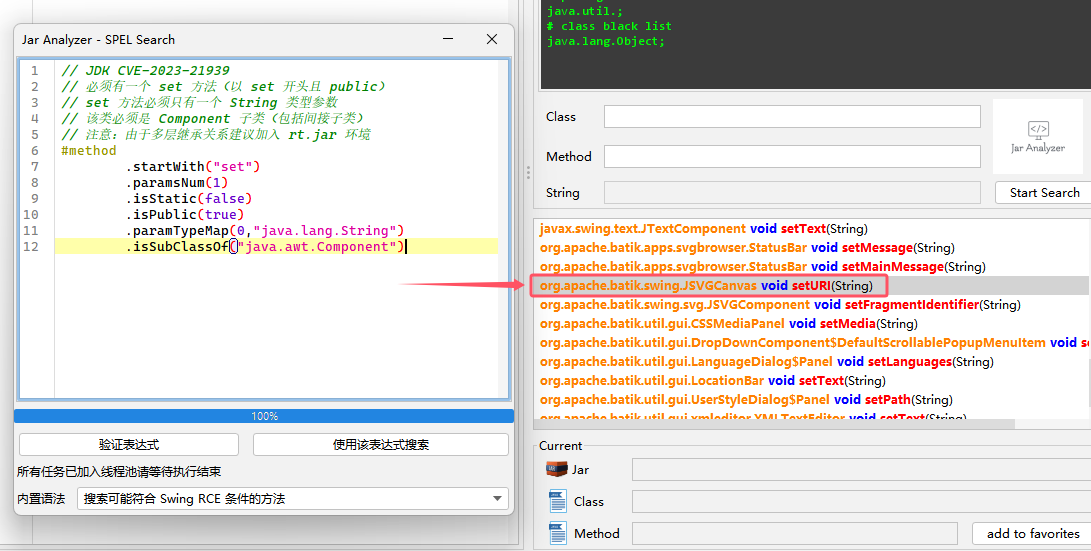 java.util.;
# class black list
java.lang.Object;
Jar Analyzer - SPEL Search
1 // JDK CVE-2023-21939
2 // 必须有一个 set 方法（以 set 开头且 public）
3 // set 方法必须只有一个 String 类型参数
4 // 该类必须是 Component 子类（包括间接子类）
5 // 注意：由于多层继承关系建议加入 rt.jar 环境
6 #method
7 .startWith("set")
8 .paramsNum(1)
9 .isStatic(false)
10 .isPublic(true)
11 .paramTypeMap(0,"java.lang.String")
12 .isSubClassOf("java.awt.Component")
100%
验证表达式
使用该表达式搜索
所有任务已加入线程池请等待执行结束
内置语法
搜索可能符合 Swing RCE 条件的方法
Class
Method
String
Jar Analyzer
Start Search
javax.swing.text.JTextComponent void setText(String)
org.apache.batik.apps.svgbrowser.StatusBar void setMessage(String)
org.apache.batik.apps.svgbrowser.StatusBar void setMainMessage(String)
org.apache.batik.swing.JSVGCanvas void setURI(String)
org.apache.batik.swing.svg.JSVGComponent void setFragmentIdentifier(String)
org.apache.batik.util.gui.CSSMediaPanel void setMedia(String)
org.apache.batik.util.gui.DropDownComponent$DefaultScrollablePopupMenuItem void se
org.apache.batik.util.gui.LanguageDialog$Panel void setLanguages(String)
org.apache.batik.util.gui.LocationBar void setText(String)
org.apache.batik.util.gui.UserStyleDialog$Panel void setPath(String)
org.apache.batik.util.gui.xmleditor.XMLTextEditor void setText(String)
Current
Jar
Class
Method
add to favorites